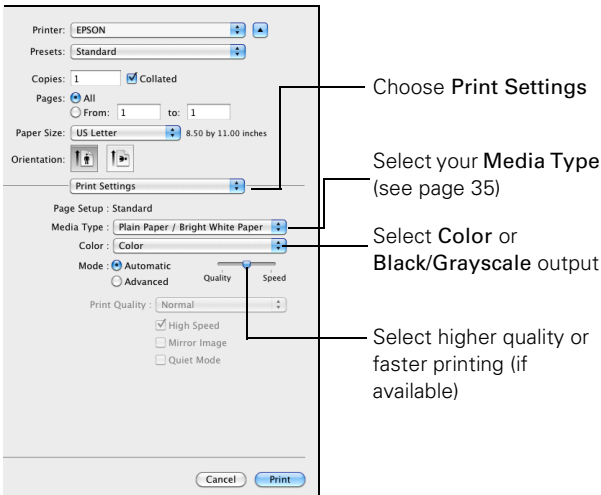 Printer: EPSON
Presets: Standard
Copies: 1 Collated
Pages: All
From: 1 to: 1
Paper Size: US Letter 8.50 by 11.00 inches
Orientation:
Print Settings
Page Setup : Standard
Media Type : Plain Paper / Bright White Paper
Color : Color
Mode : Automatic
Advanced
Quality Speed
Print Quality : Normal
High Speed
Mirror Image
Quiet Mode
Cancel Print
Choose Print Settings
Select your Media Type
(see page 35)
Select Color or
Black/Grayscale output
Select higher quality or
faster printing (if
available)